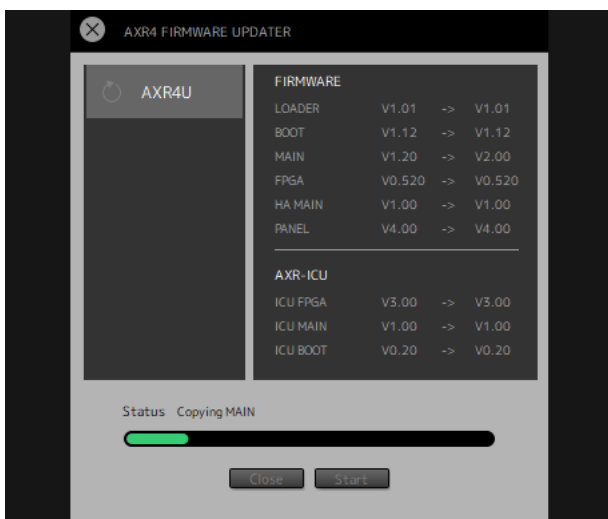 AXR4 FIRMWARE UPDATER
AXR4U
FIRMWARE
LOADER V1.01 -> V1.01
BOOT V1.12 -> V1.12
MAIN V1.20 -> V2.00
FPGA V0.520 -> V0.520
HA MAIN V1.00 -> V1.00
PANEL V4.00 -> V4.00
AXR-ICU
ICU FPGA V3.00 -> V3.00
ICU MAIN V1.00 -> V1.00
ICU BOOT V0.20 -> V0.20
Status Copying MAIN
Close Start